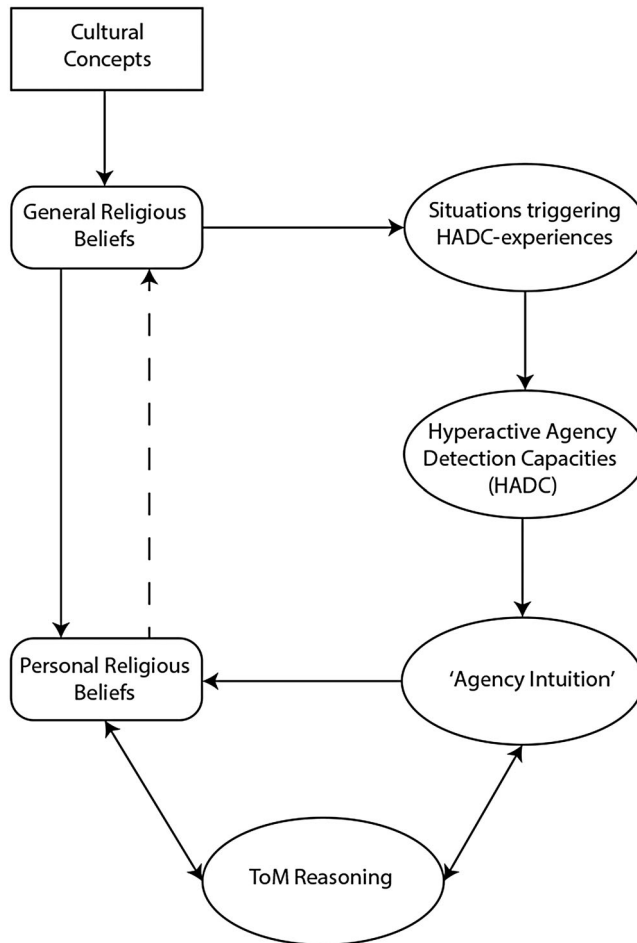 Cultural
Concepts
General Religious
Beliefs
Situations triggering
HADC-experiences
Hyperactive Agency
Detection Capacities
(HADC)
Personal Religious
Beliefs
‘Agency Intuition’
ToM Reasoning